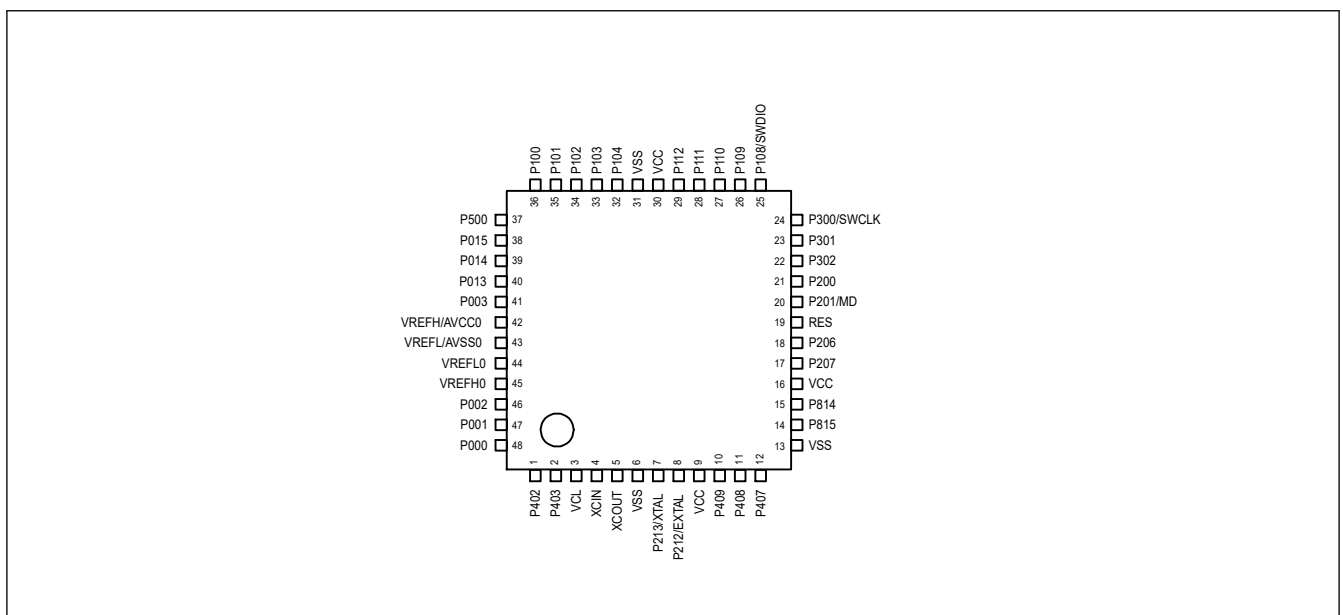 P100 P101 P102 P103 P104 VSS VCC P112 P111 P110 P109 P108/SWDIO
36 35 34 33 32 31 30 29 28 27 26 25
P500 37 24 P300/SWCLK
P015 38 23 P301
P014 39 22 P302
P013 40 21 P200
P003 41 20 P201/MD
VREFH/AVCC0 42 19 RES
VREFL/AVSS0 43 18 P206
VREFL0 44 17 P207
VREFH0 45 16 VCC
P002 46 15 P814
P001 47 14 P815
P000 48 13 VSS
1 2 3 4 5 6 7 8 9 10 11 12
P402 P403 VCL XCIN XCOUT VSS P213/XTAL P212/EXTAL VCC P409 P408 P407